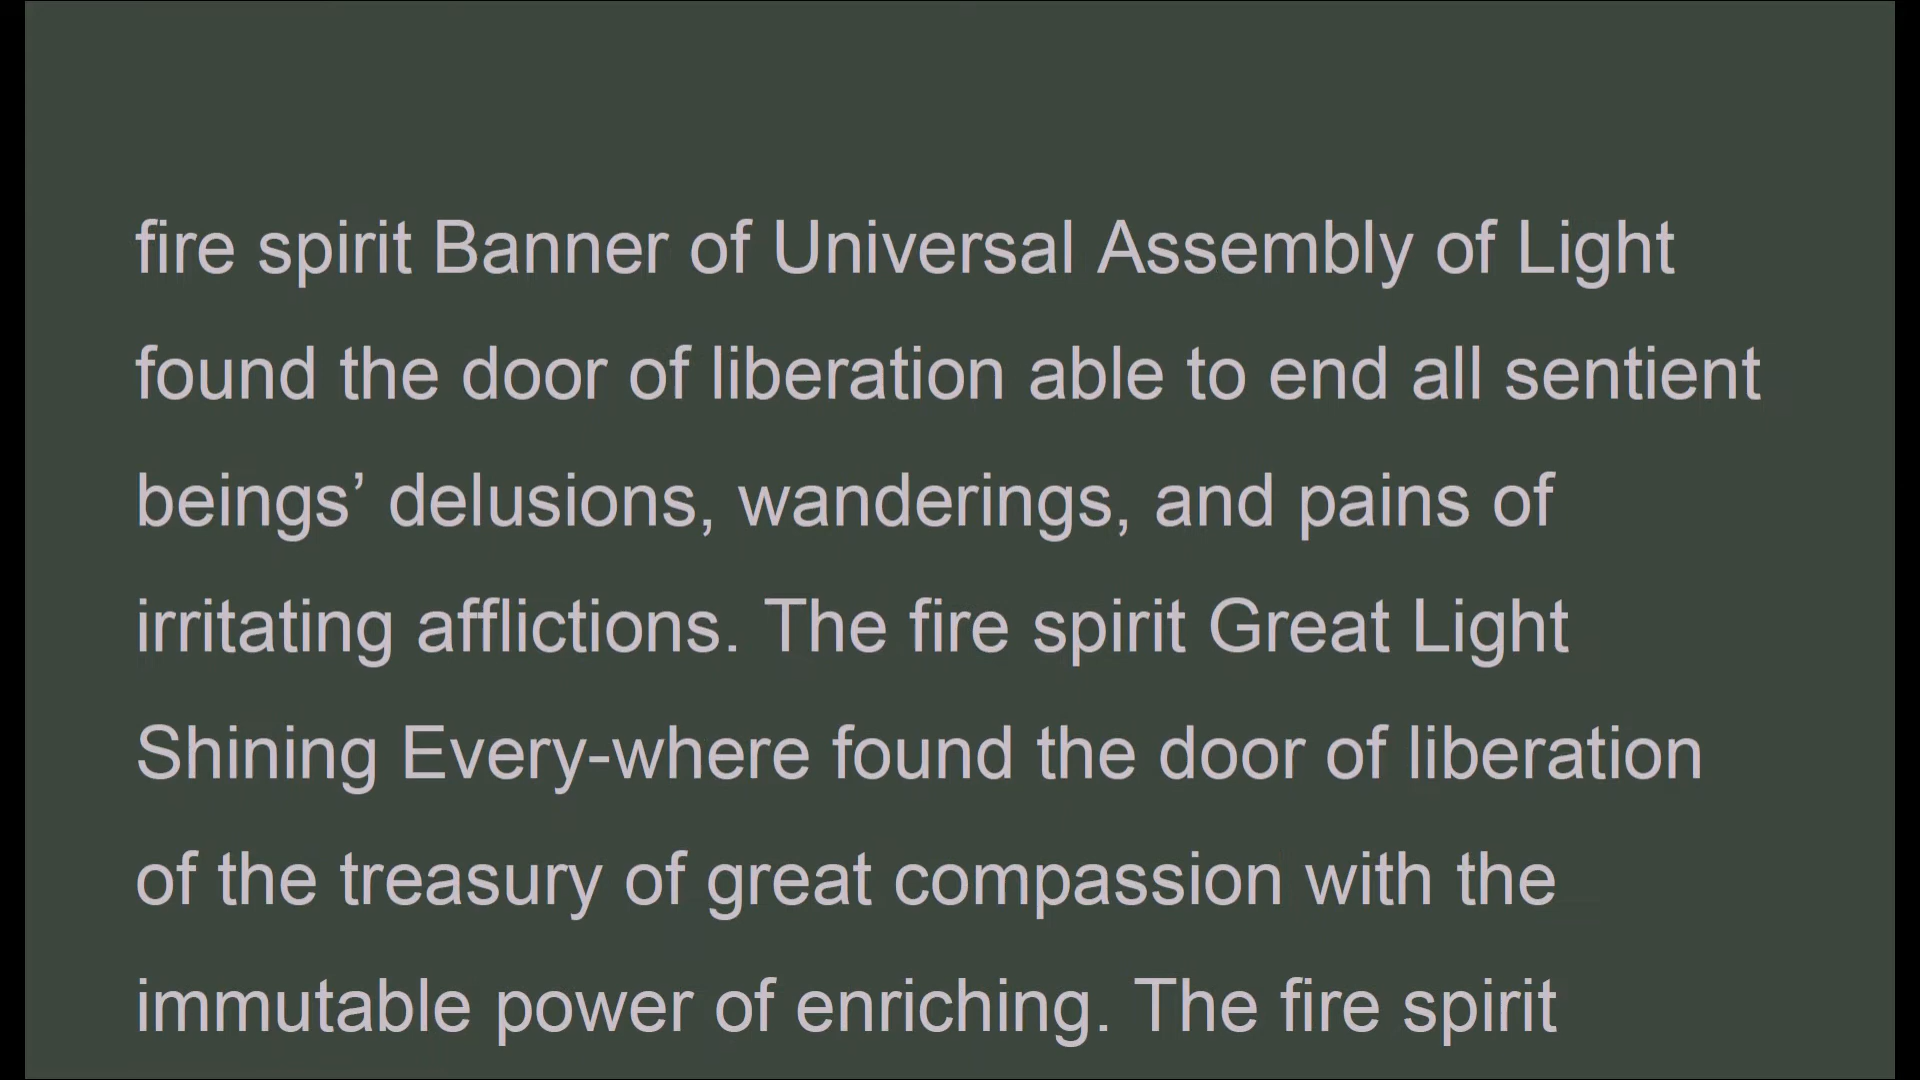 fire spirit Banner of Universal Assembly of Light
found the door of liberation able to end all sentient
beings’ delusions, wanderings, and pains of
irritating afflictions. The fire spirit Great Light
Shining Every-where found the door of liberation
of the treasury of great compassion with the
immutable power of enriching. The fire spirit